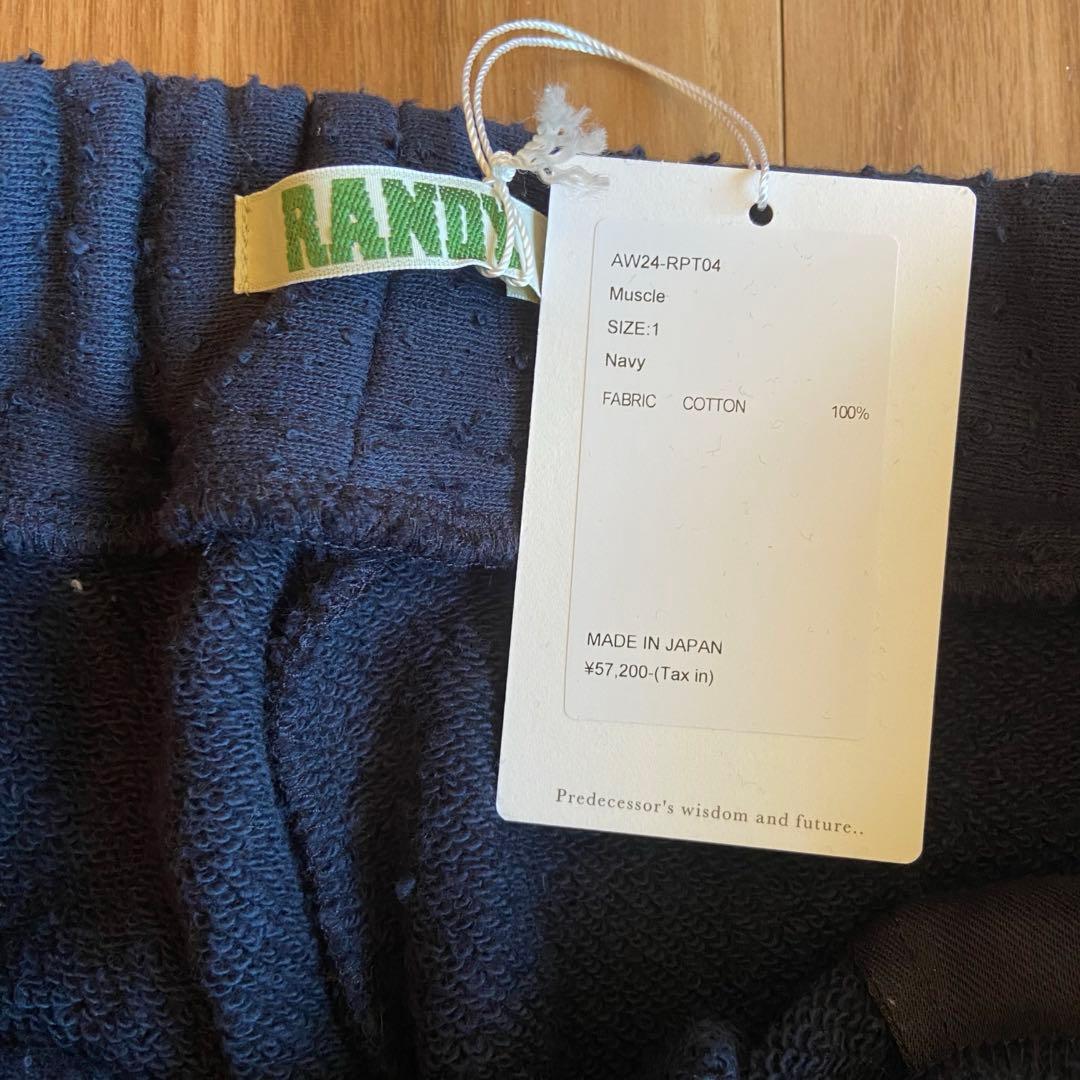 RANDY
AW24-RPT04
Muscle
SIZE:1
Navy
FABRIC COTTON 100%
MADE IN JAPAN
¥57,200-(Tax in)
Predecessor's wisdom and future..